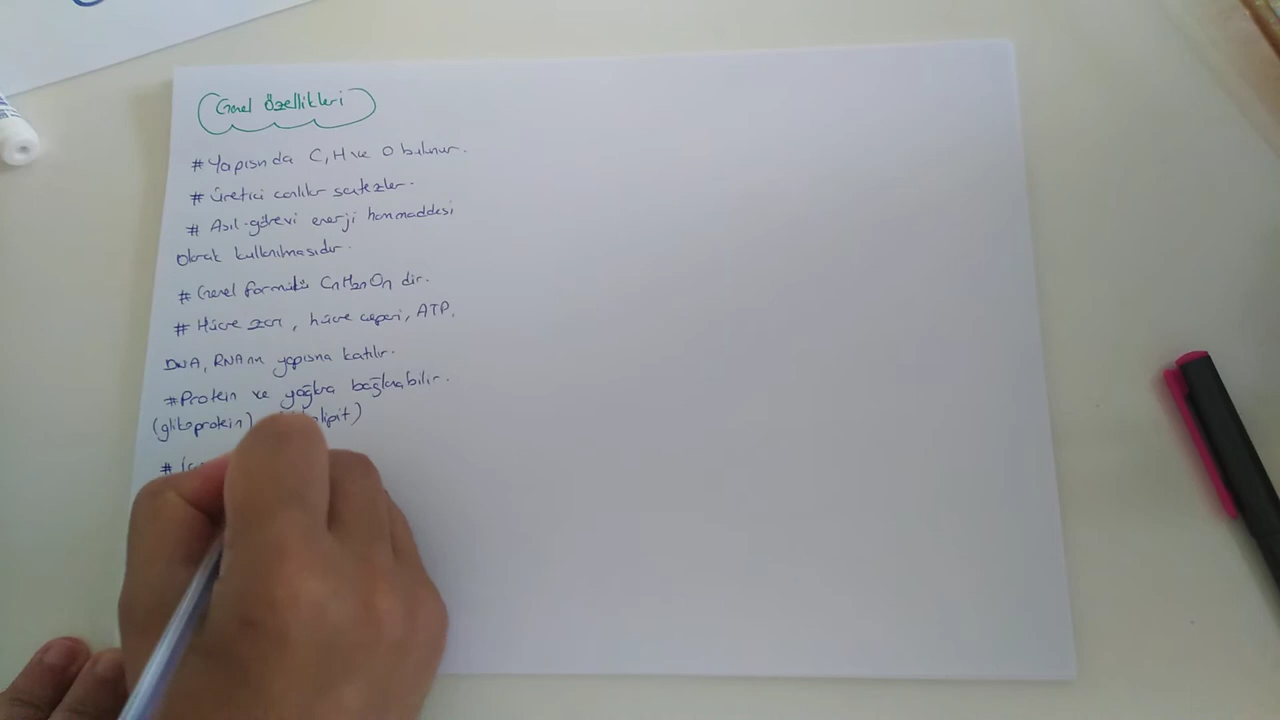 Genel özellikleri
# Yapısında C, H ve O bulunur.
# Üretici canlılar sentezler.
# Asıl görevi enerji hammaddesi
olarak kullanılmasıdır.
# Genel formülü CnH2nOn dir.
# Hücre zarı, hücre çeperi, ATP,
DNA, RNA nın yapısına katılır.
# Protein ve yağlara bağlanabilir.
(glikoprotein)
#